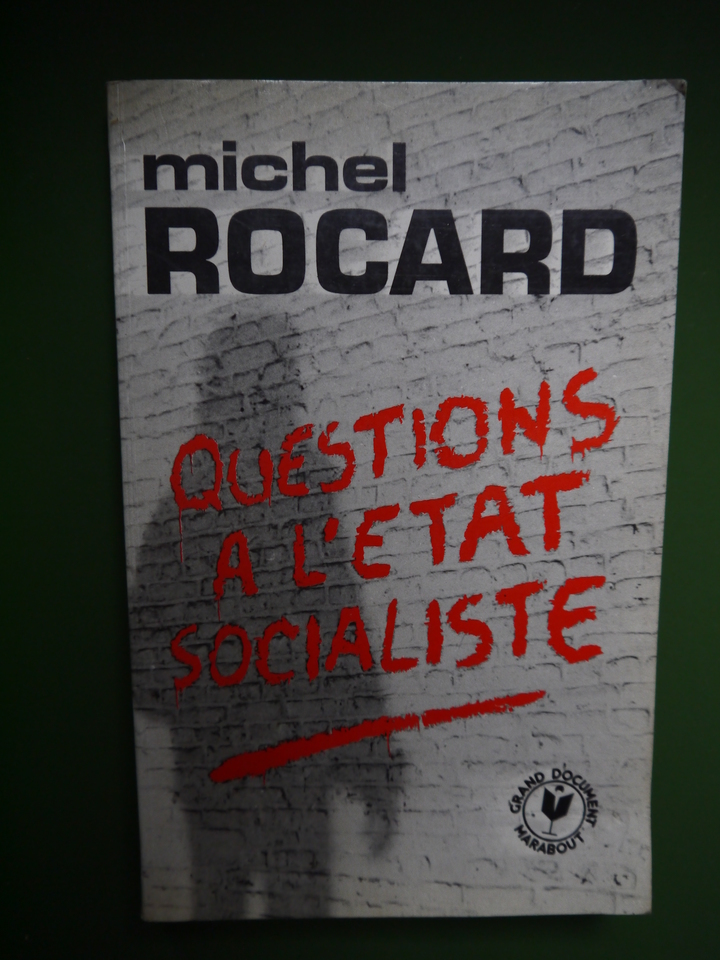 michel
ROCARD
QUESTIONS
A L'ETAT
SOCIALISTE
GRAND DOCUMENT
MARABOUT